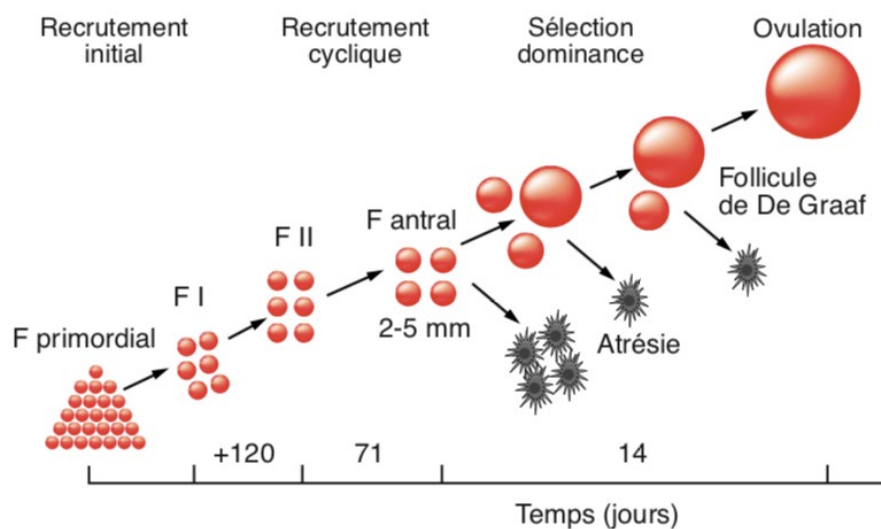 Recrutement
initial
Recrutement
cyclique
Sélection
dominance
Ovulation
F primordial
F I
F II
F antral
2-5 mm
Follicule
de De Graaf
Atrésie
+120
71
14
Temps (jours)